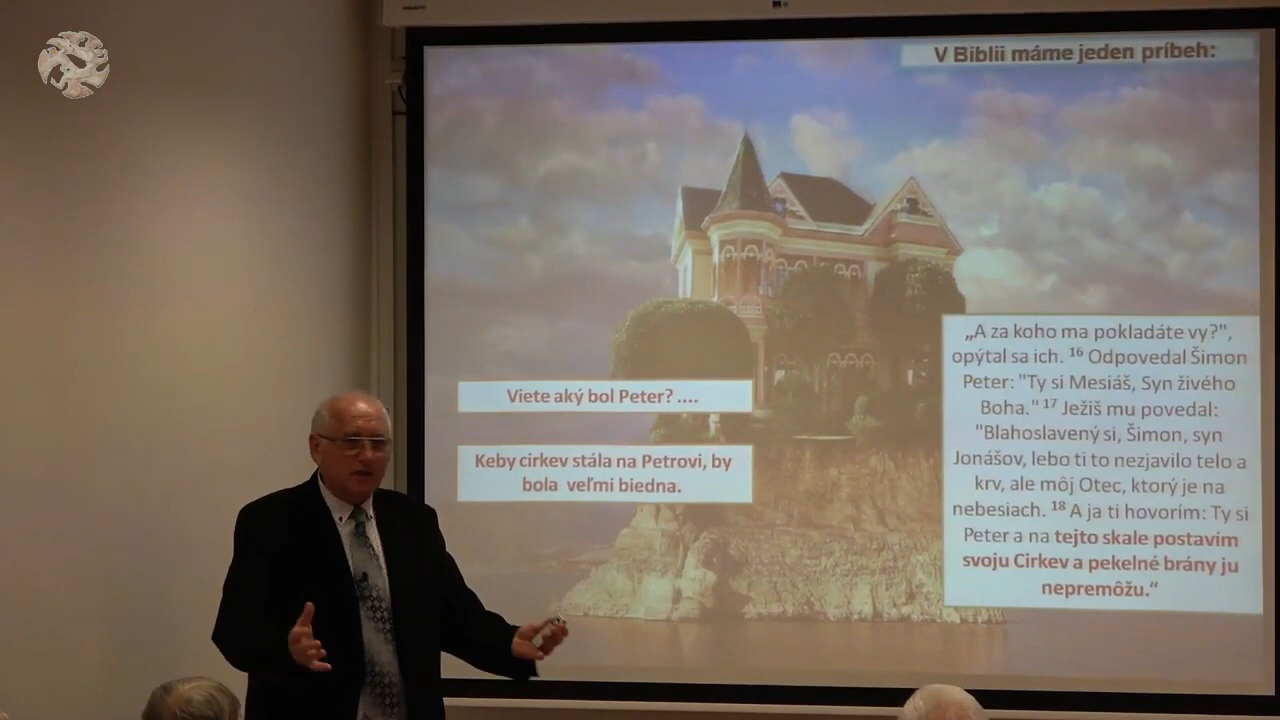 V Biblii máme jeden príbeh:
Viete aký bol Peter? ....
Keby cirkev stála na Petrovi, by
bola veľmi biedna.
„A za koho ma pokladáte vy?",
opýtal sa ich. 16 Odpovedal Šimon
Peter: "Ty si Mesiáš, Syn živého
Boha." 17 Ježiš mu povedal:
"Blahoslavený si, Šimon, syn
Jonášov, lebo ti to nezjavilo telo a
krv, ale môj Otec, ktorý je na
nebesiach. 18 A ja ti hovorím: Ty si
Peter a na tejto skale postavím
svoju Cirkev a pekelné brány ju
nepremôžu.“